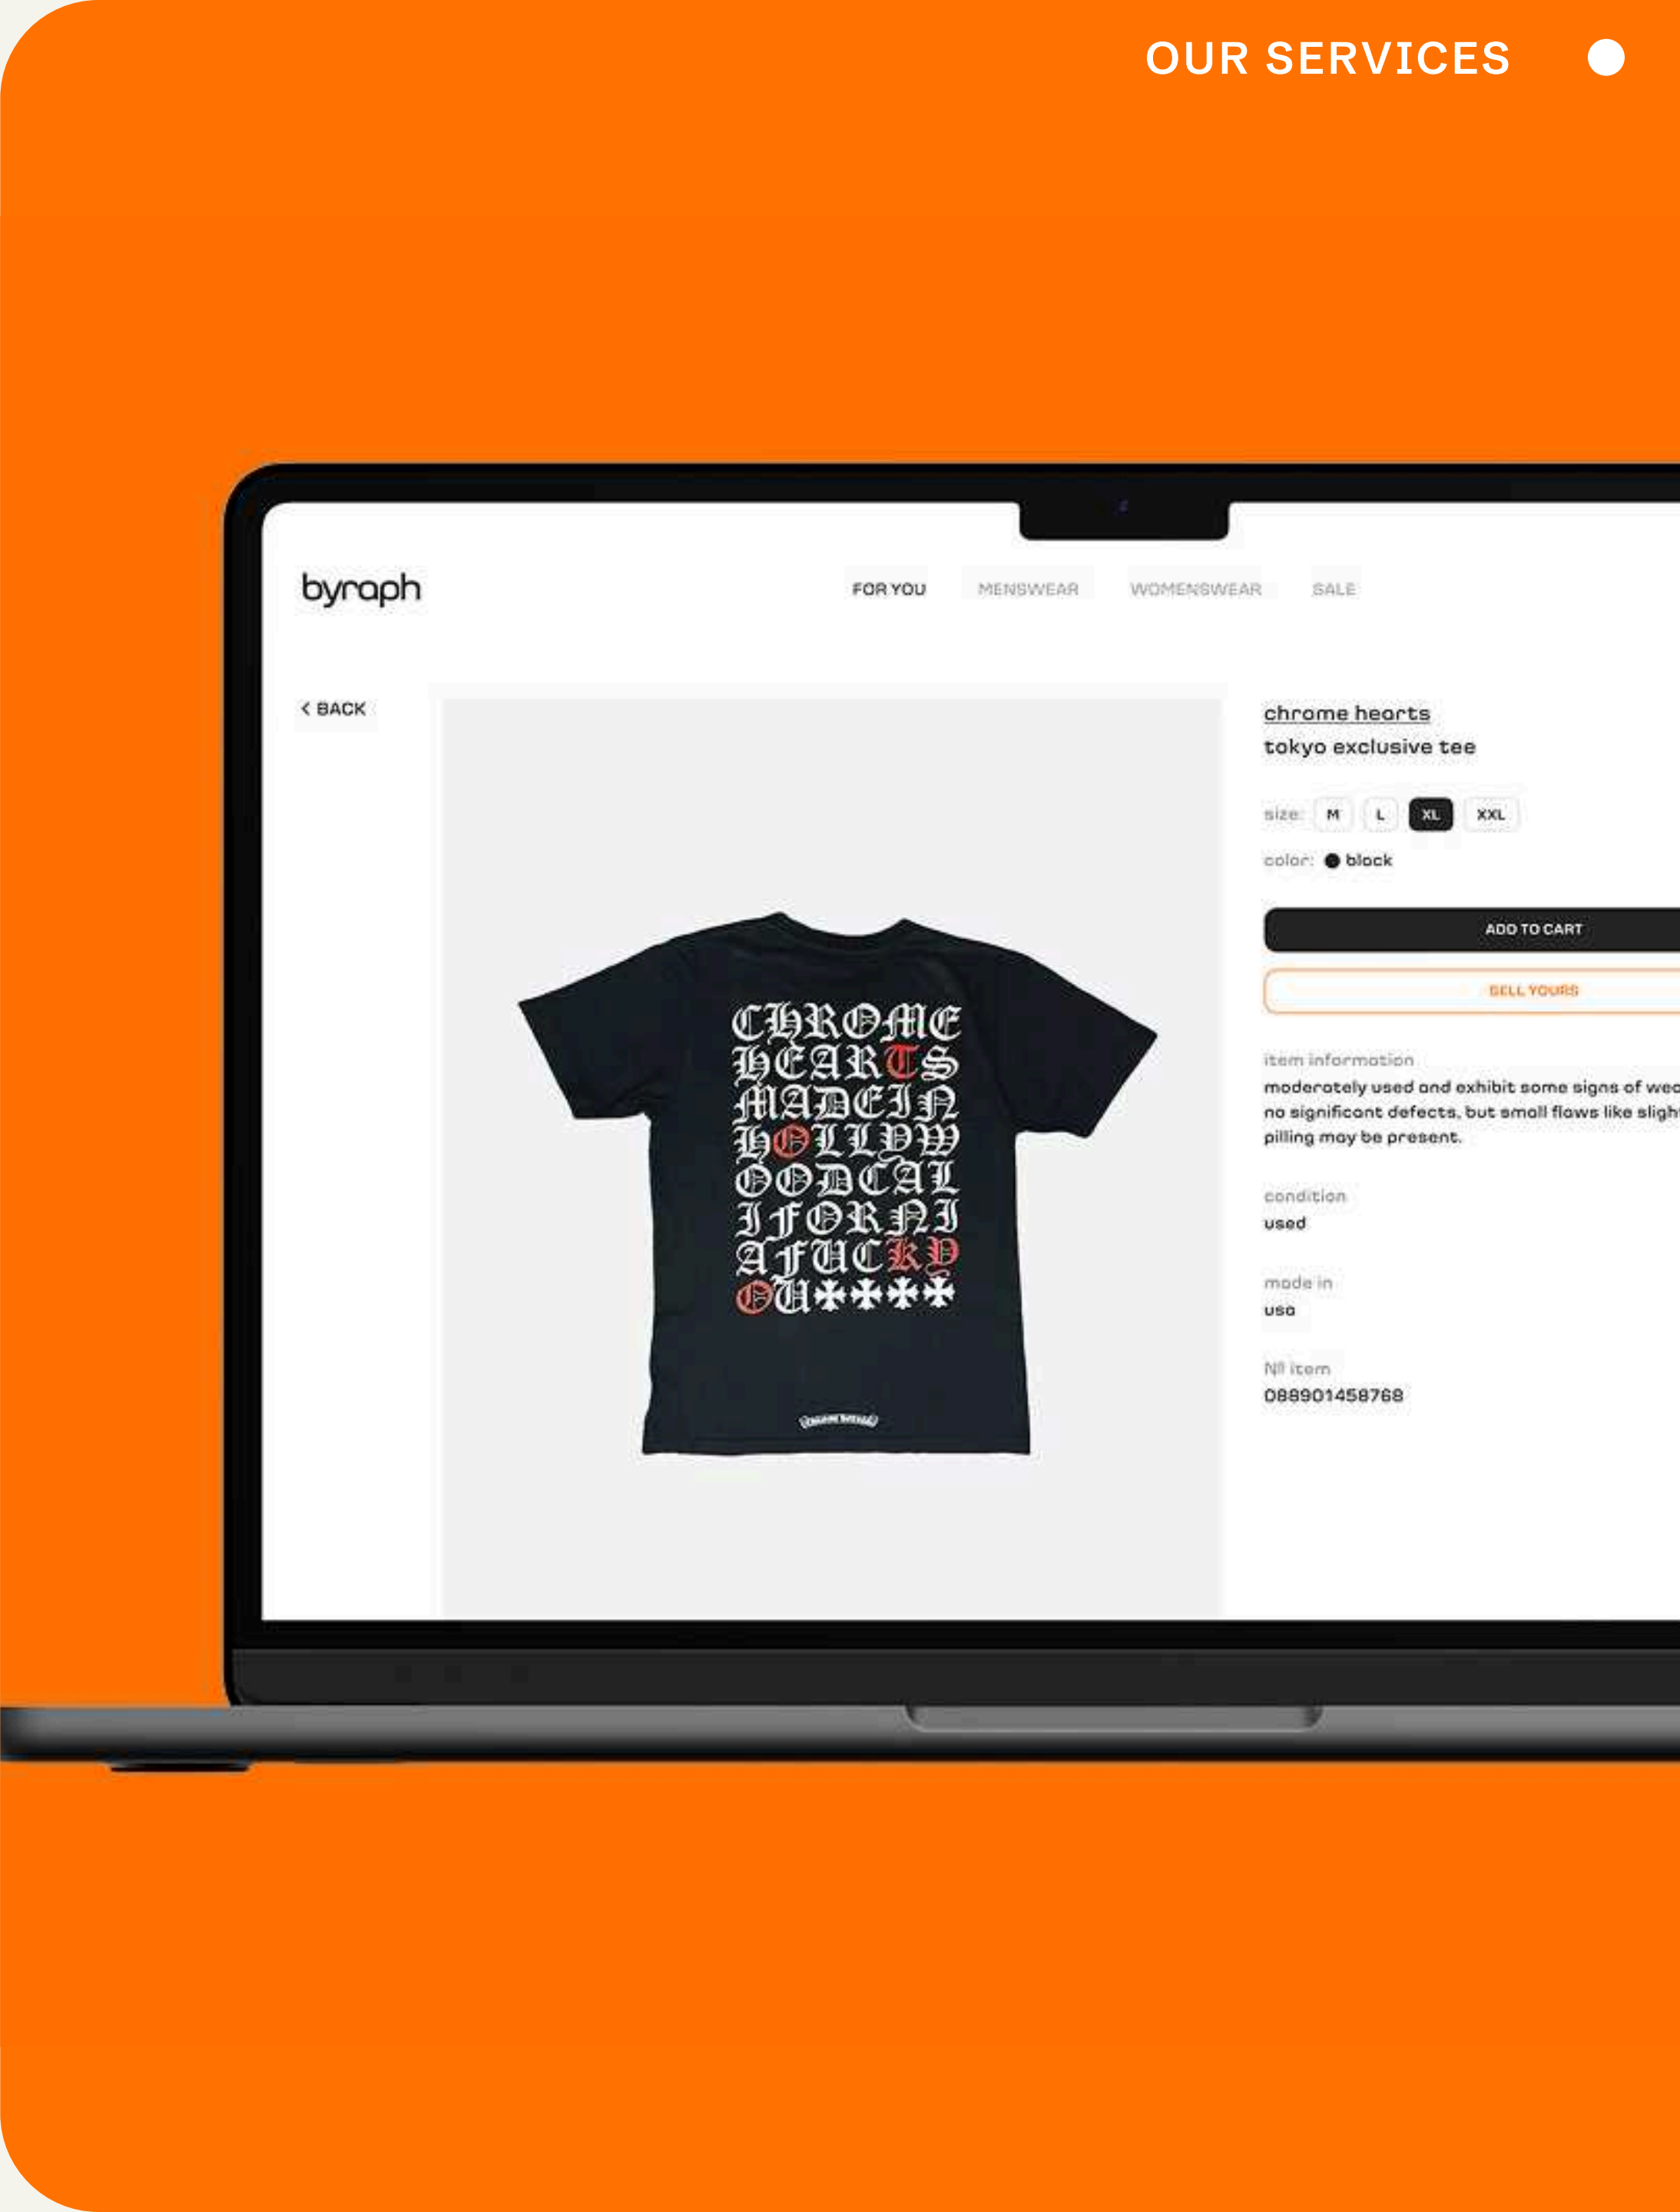 OUR SERVICES
byraph
FOR YOU
MENSWEAR
WOMENSWEAR
SALE
< BACK
chrome hearts
tokyo exclusive tee
size: M L XL XXL
color: black
ADD TO CART
SELL YOURS
item information
moderately used and exhibit some signs of
no significant defects, but small flaws like
pilling may be present.
condition
used
made in
usa
Nº item
088901458768
CHROME
HEARTS
MADEIN
HOLLYW
OODCAL
IFORNI
AFUCKY
OU